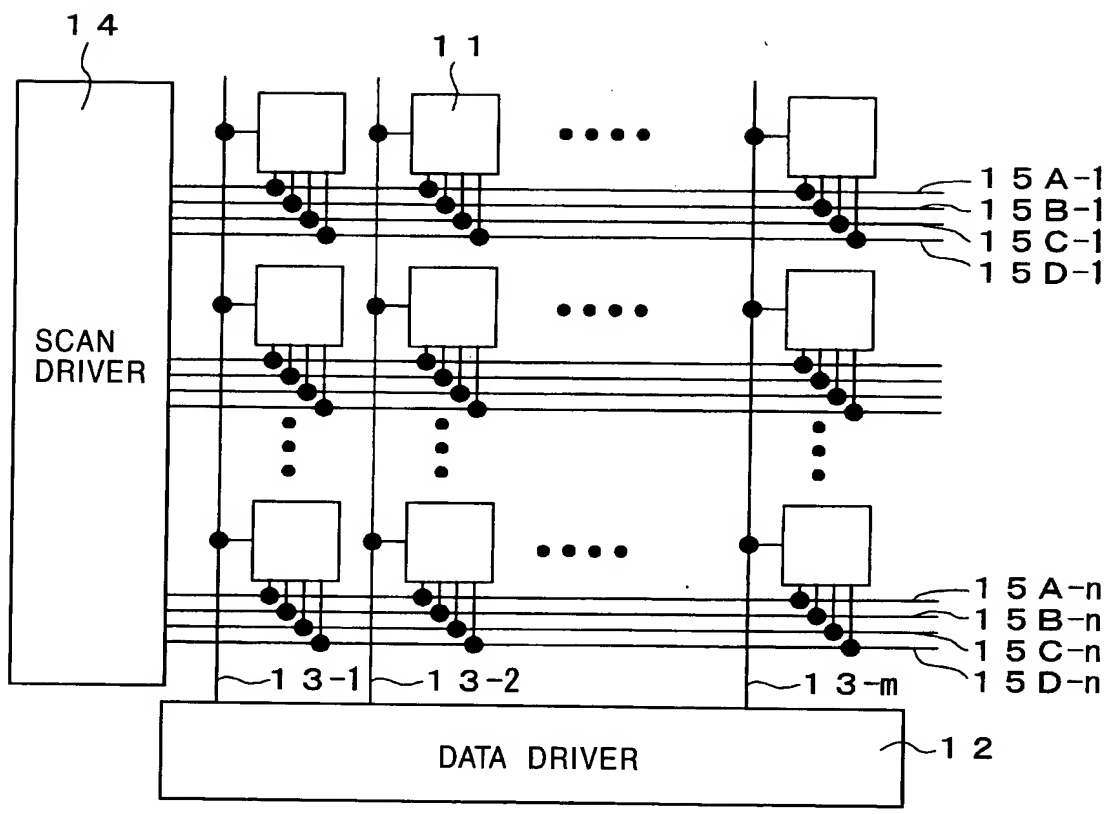 14
11
15A-1
15B-1
15C-1
15D-1
SCAN
DRIVER
15A-n
15B-n
15C-n
15D-n
13-1
13-2
13-m
DATA DRIVER
12